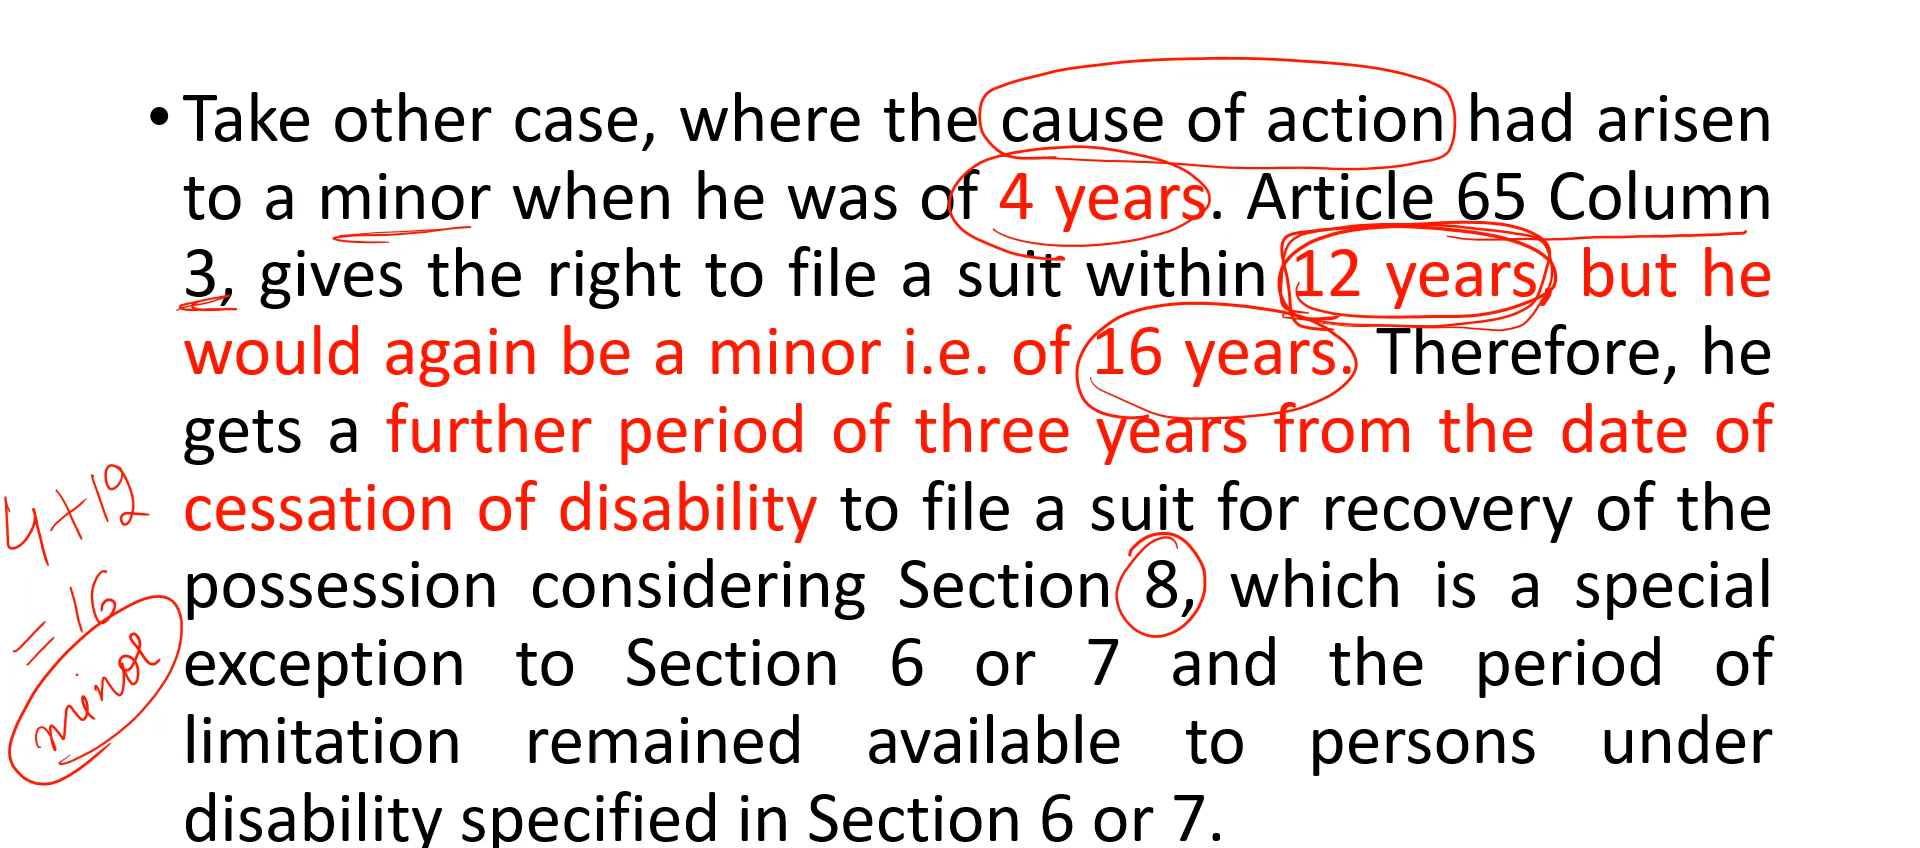 • Take other case, where the cause of action had arisen
to a minor when he was of 4 years. Article 65 Column
3, gives the right to file a suit within 12 years, but he
would again be a minor i.e. of 16 years. Therefore, he
gets a further period of three years from the date of
cessation of disability to file a suit for recovery of the
possession considering Section 8, which is a special
exception to Section 6 or 7 and the period of
limitation remained available to persons under
disability specified in Section 6 or 7.
4+12
=16
minor